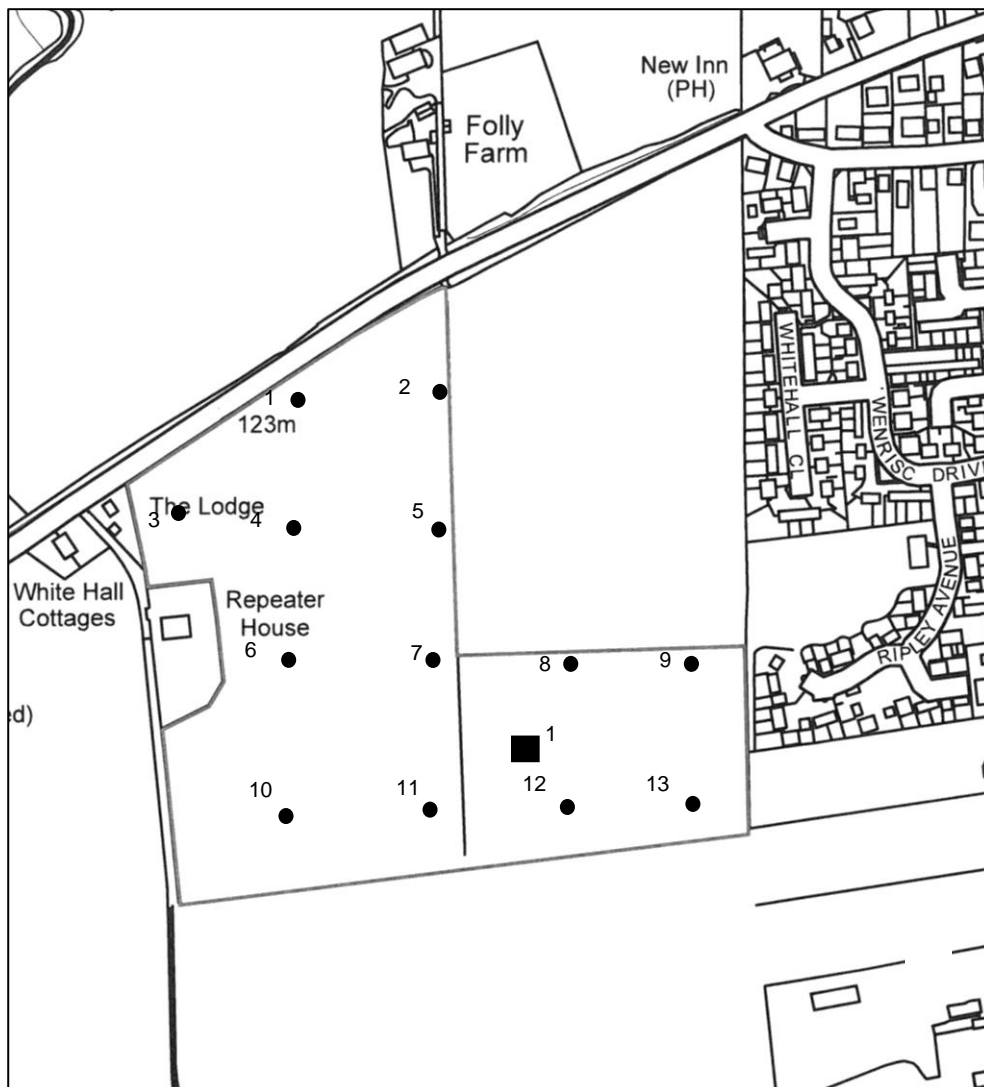 New Inn
(PH)
Folly
Farm
WHITEHALL CL
WENRISC DRIVE
1
123m
2
The Lodge
3
4
5
White Hall
Cottages
Repeater
House
6
7
8
9
RIPLEY AVENUE
ed)
1
10
11
12
13